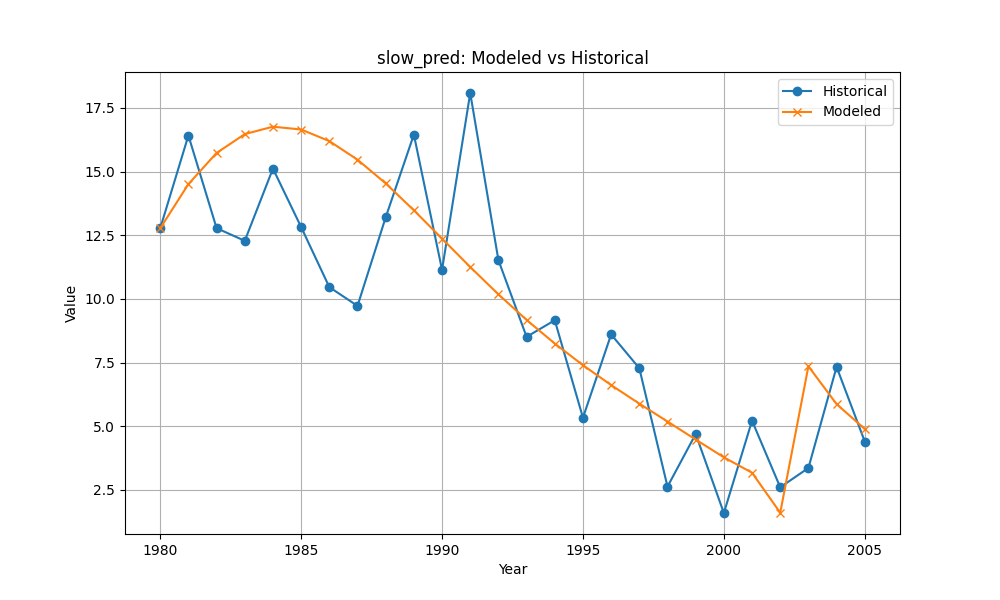 slow_pred: Modeled vs Historical
Historical
Modeled
Value
17.5
15.0
12.5
10.0
7.5
5.0
2.5
1980
1985
1990
1995
2000
2005
Year